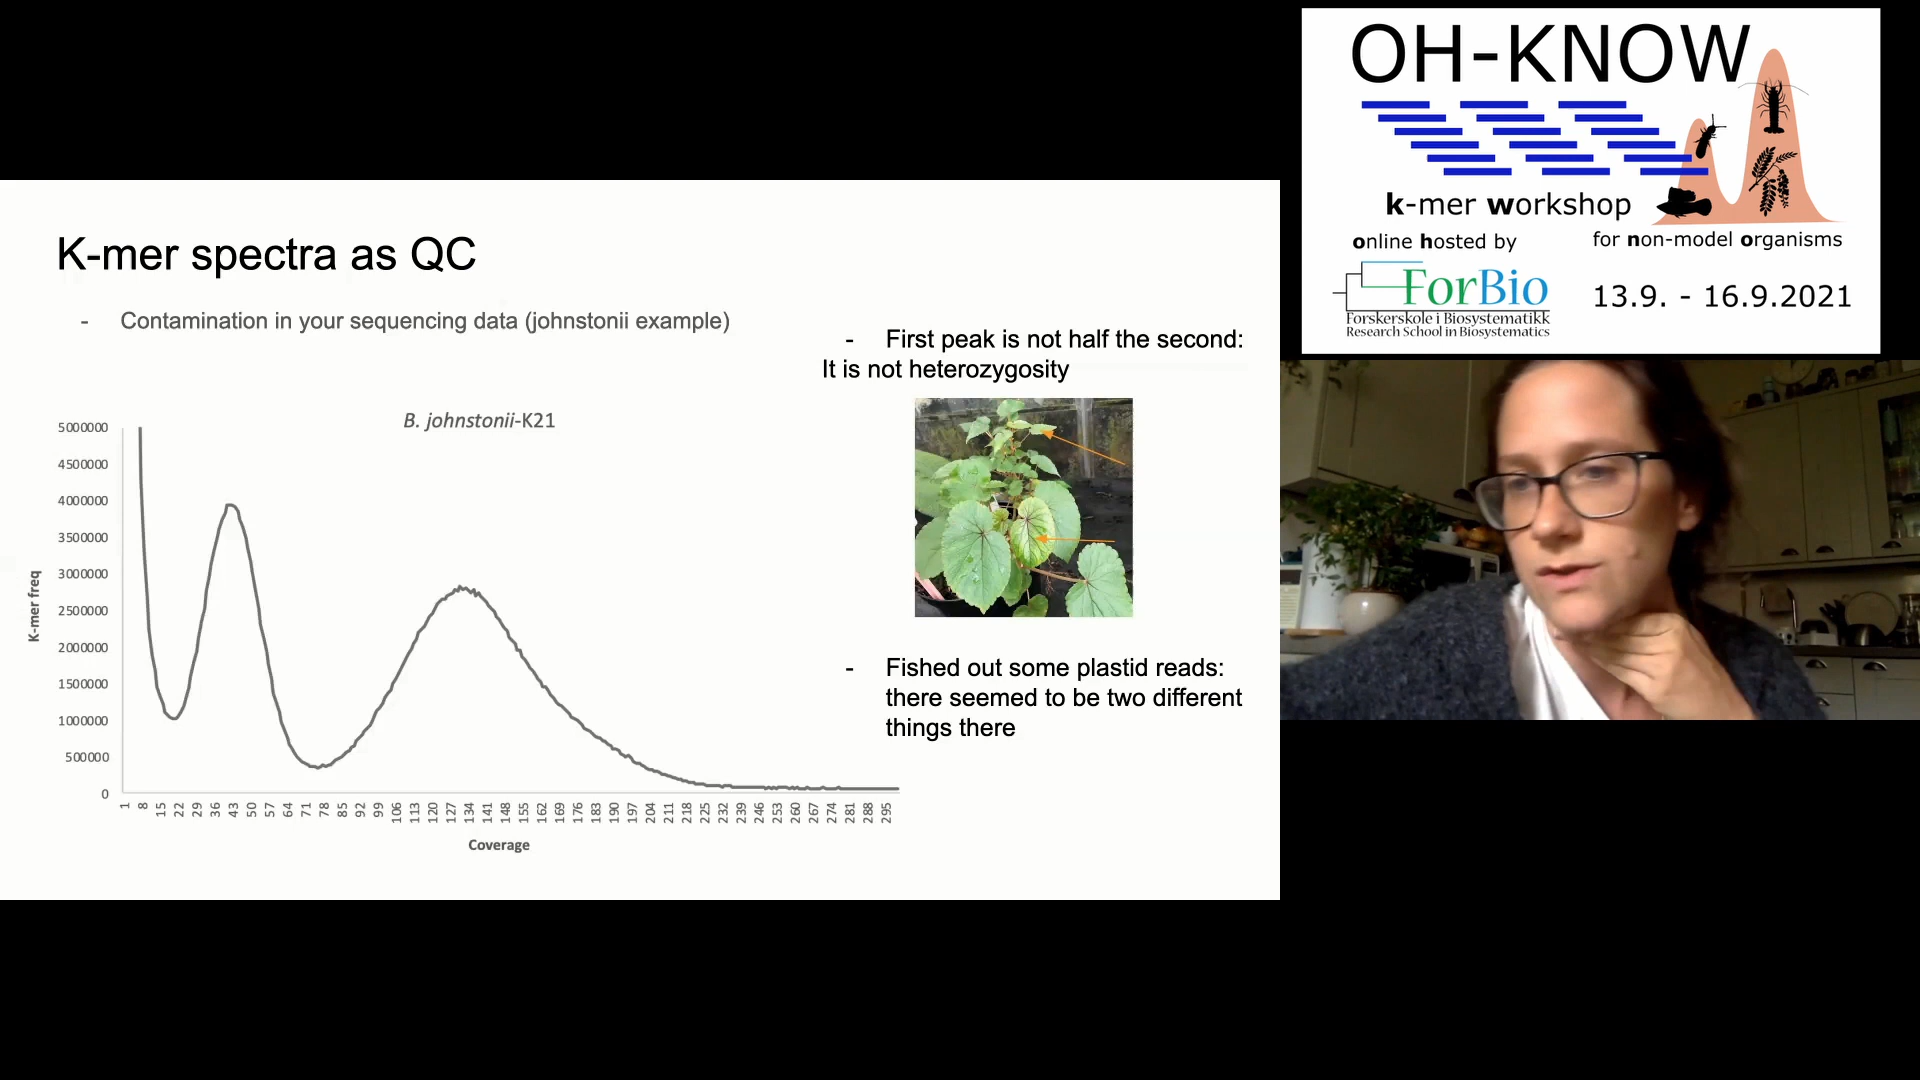 OH-KNOW
k-mer workshop
online hosted by
for non-model organisms
ForBio
Forskerskole i Biosystematikk
Research School in Biosystematics
13.9. - 16.9.2021
K-mer spectra as QC
- Contamination in your sequencing data (johnstonii example)
- First peak is not half the second:
It is not heterozygosity
B. johnstonii-K21
5000000
4500000
4000000
3500000
3000000
2500000
2000000
1500000
1000000
500000
0
K-mer freq
1 8 15 22 29 36 43 50 57 64 71 78 85 92 99 106 113 120 127 134 141 148 155 162 169 176 183 190 197 204 211 218 225 232 239 246 253 260 267 274 281 288 295
Coverage
- Fished out some plastid reads:
there seemed to be two different
things there